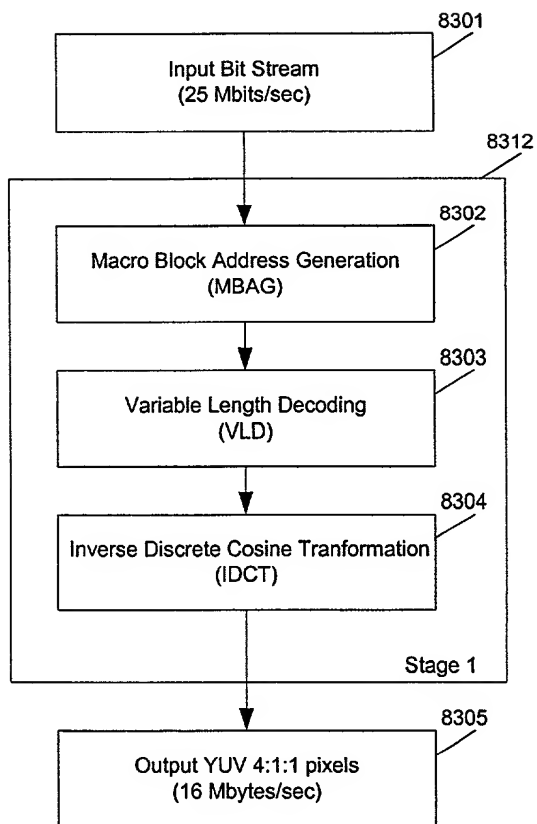 8301
Input Bit Stream
(25 Mbits/sec)
8312
8302
Macro Block Address Generation
(MBAG)
8303
Variable Length Decoding
(VLD)
8304
Inverse Discrete Cosine Tranformation
(IDCT)
Stage 1
8305
Output YUV 4:1:1 pixels
(16 Mbytes/sec)